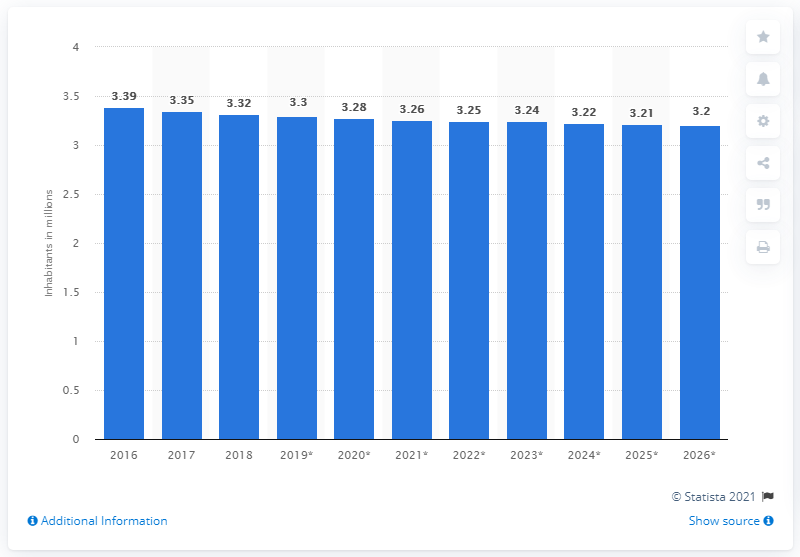 4
3.5
3
2.5
2
1.5
1
0.5
0
Inhabitants in millions
3.39 3.35 3.32 3.3 3.28 3.26 3.25 3.24 3.22 3.21 3.2
2016 2017 2018 2019* 2020* 2021* 2022* 2023* 2024* 2025* 2026*
© Statista 2021
Additional Information
Show source